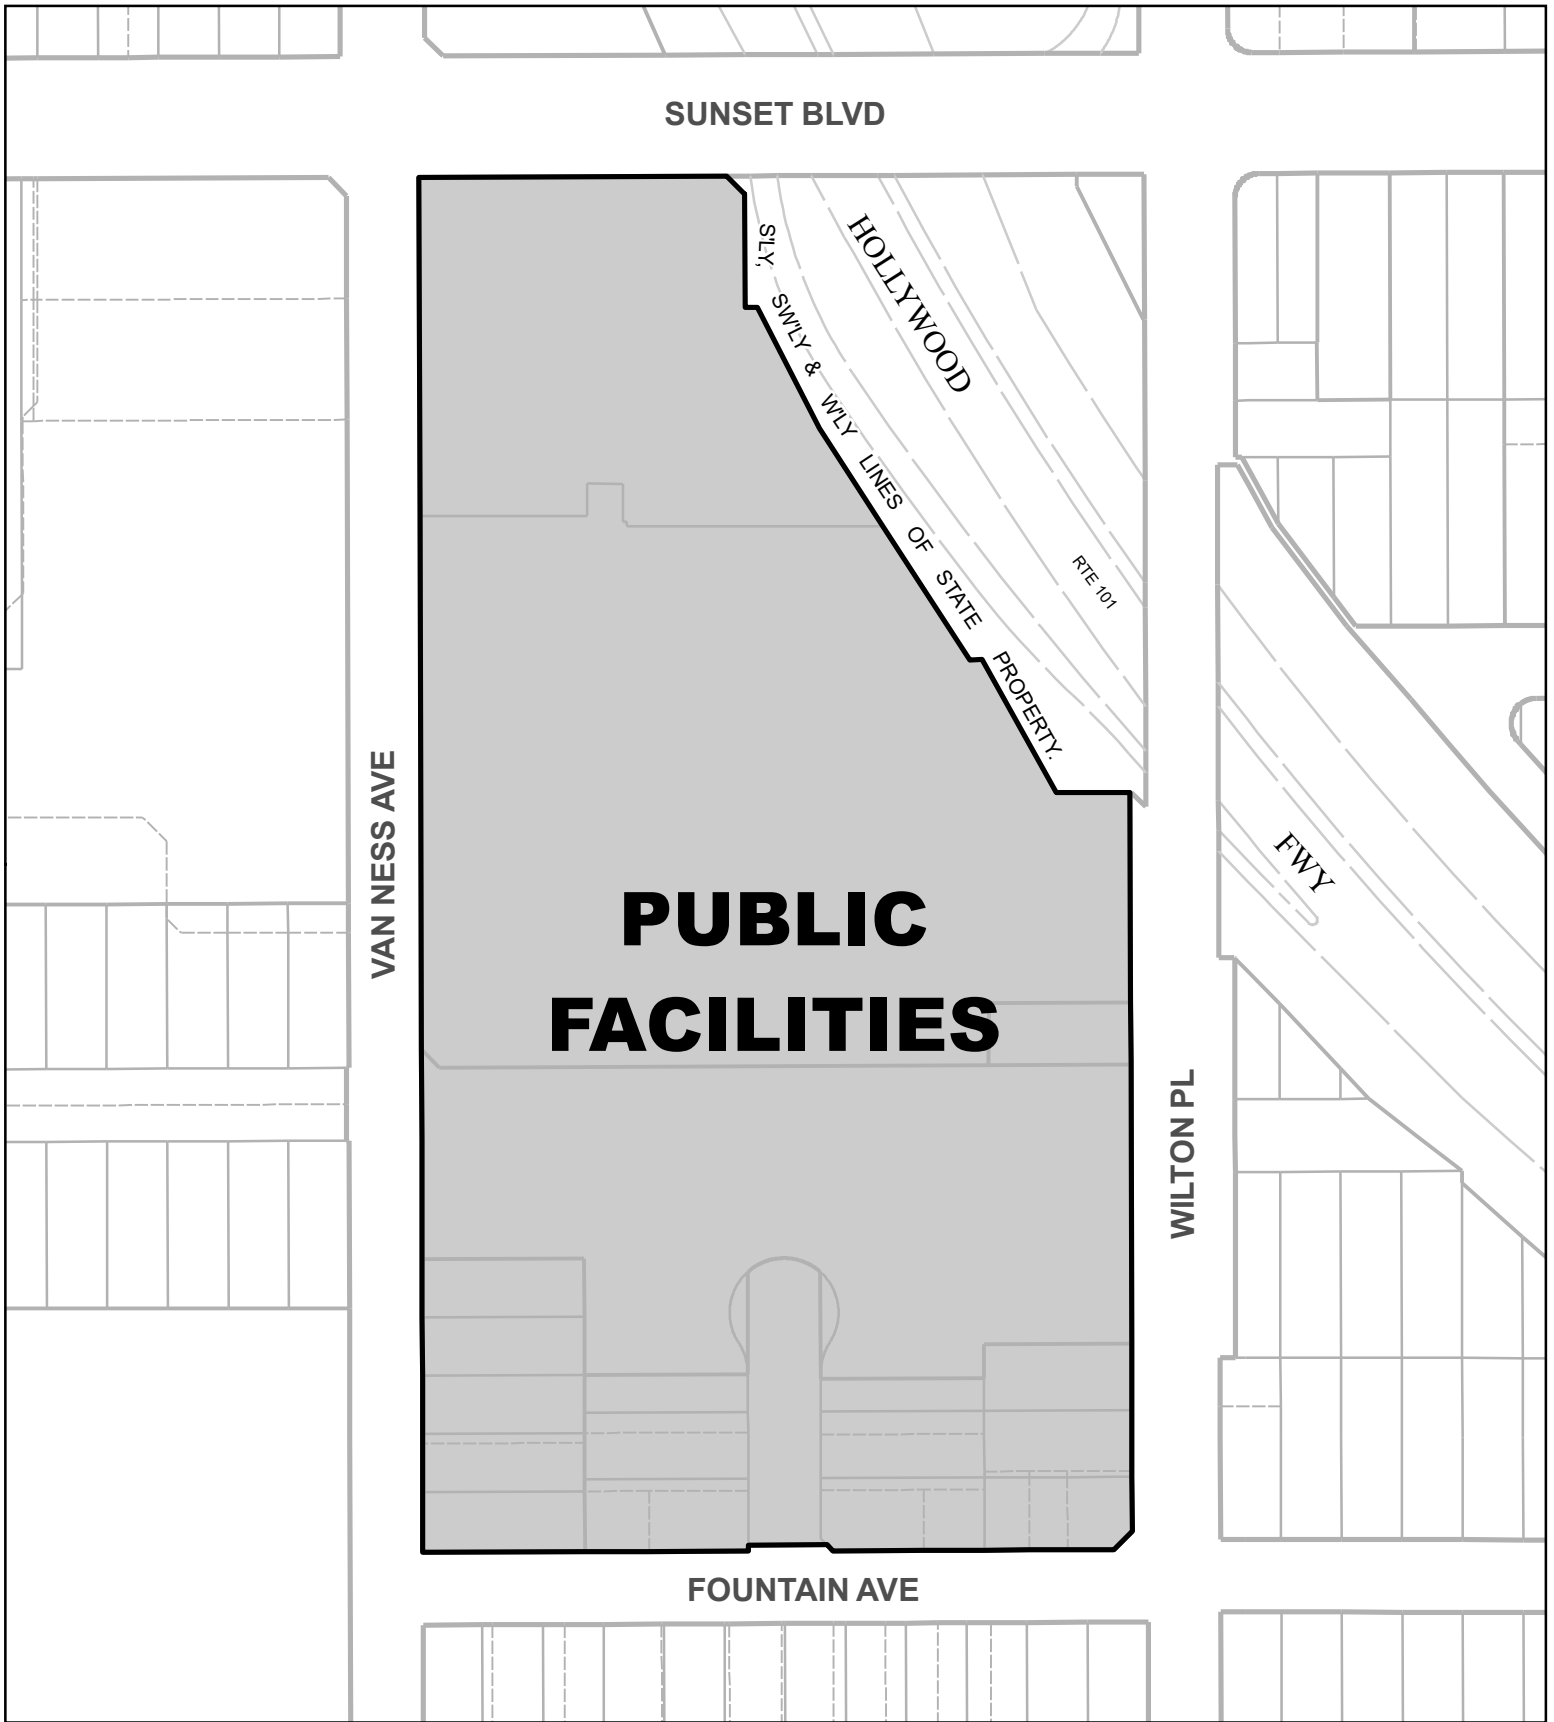 SUNSET BLVD
S'LY, SW'LY & W'LY LINES OF STATE PROPERTY.
HOLLYWOOD
RTE 101
VAN NESS AVE
FWY
PUBLIC
FACILITIES
WILTON PL
FOUNTAIN AVE